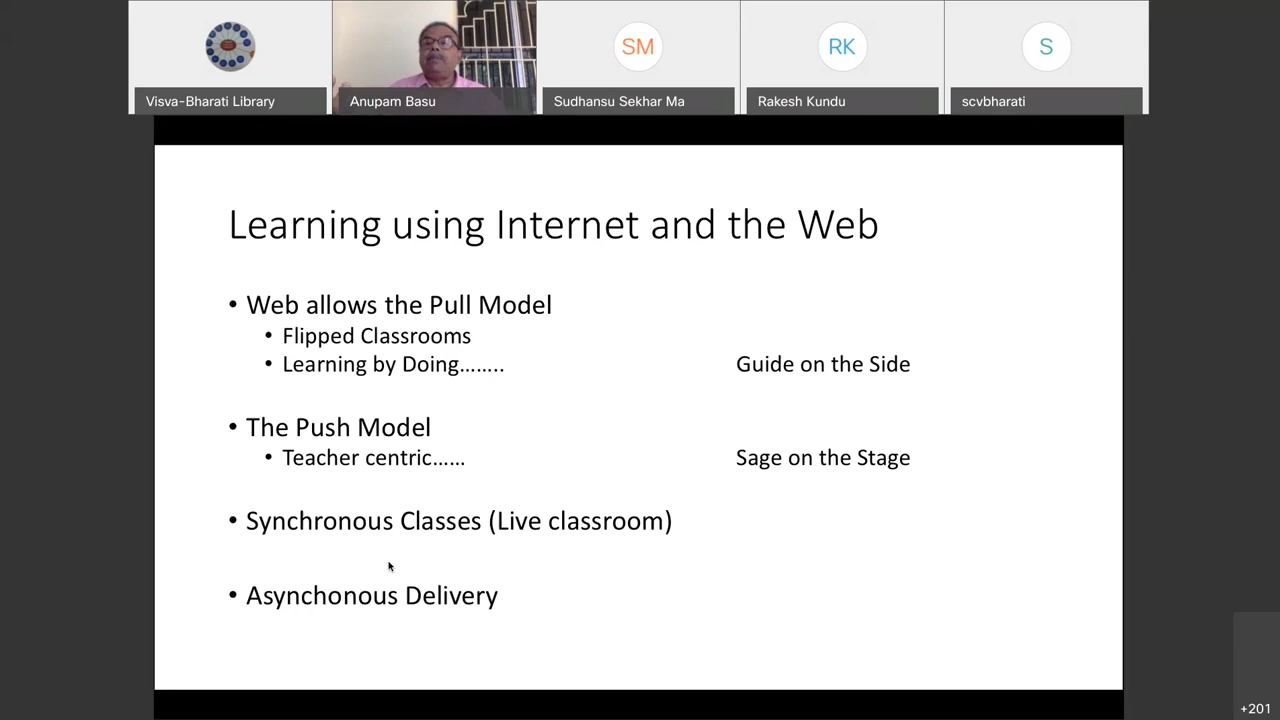 SM
RK
S
Visva-Bharati Library
Anupam Basu
Sudhansu Sekhar Ma
Rakesh Kundu
scvbharati
Learning using Internet and the Web
• Web allows the Pull Model
• Flipped Classrooms
• Learning by Doing........ Guide on the Side
• The Push Model
• Teacher centric...... Sage on the Stage
• Synchronous Classes (Live classroom)
• Asynchonous Delivery
+201